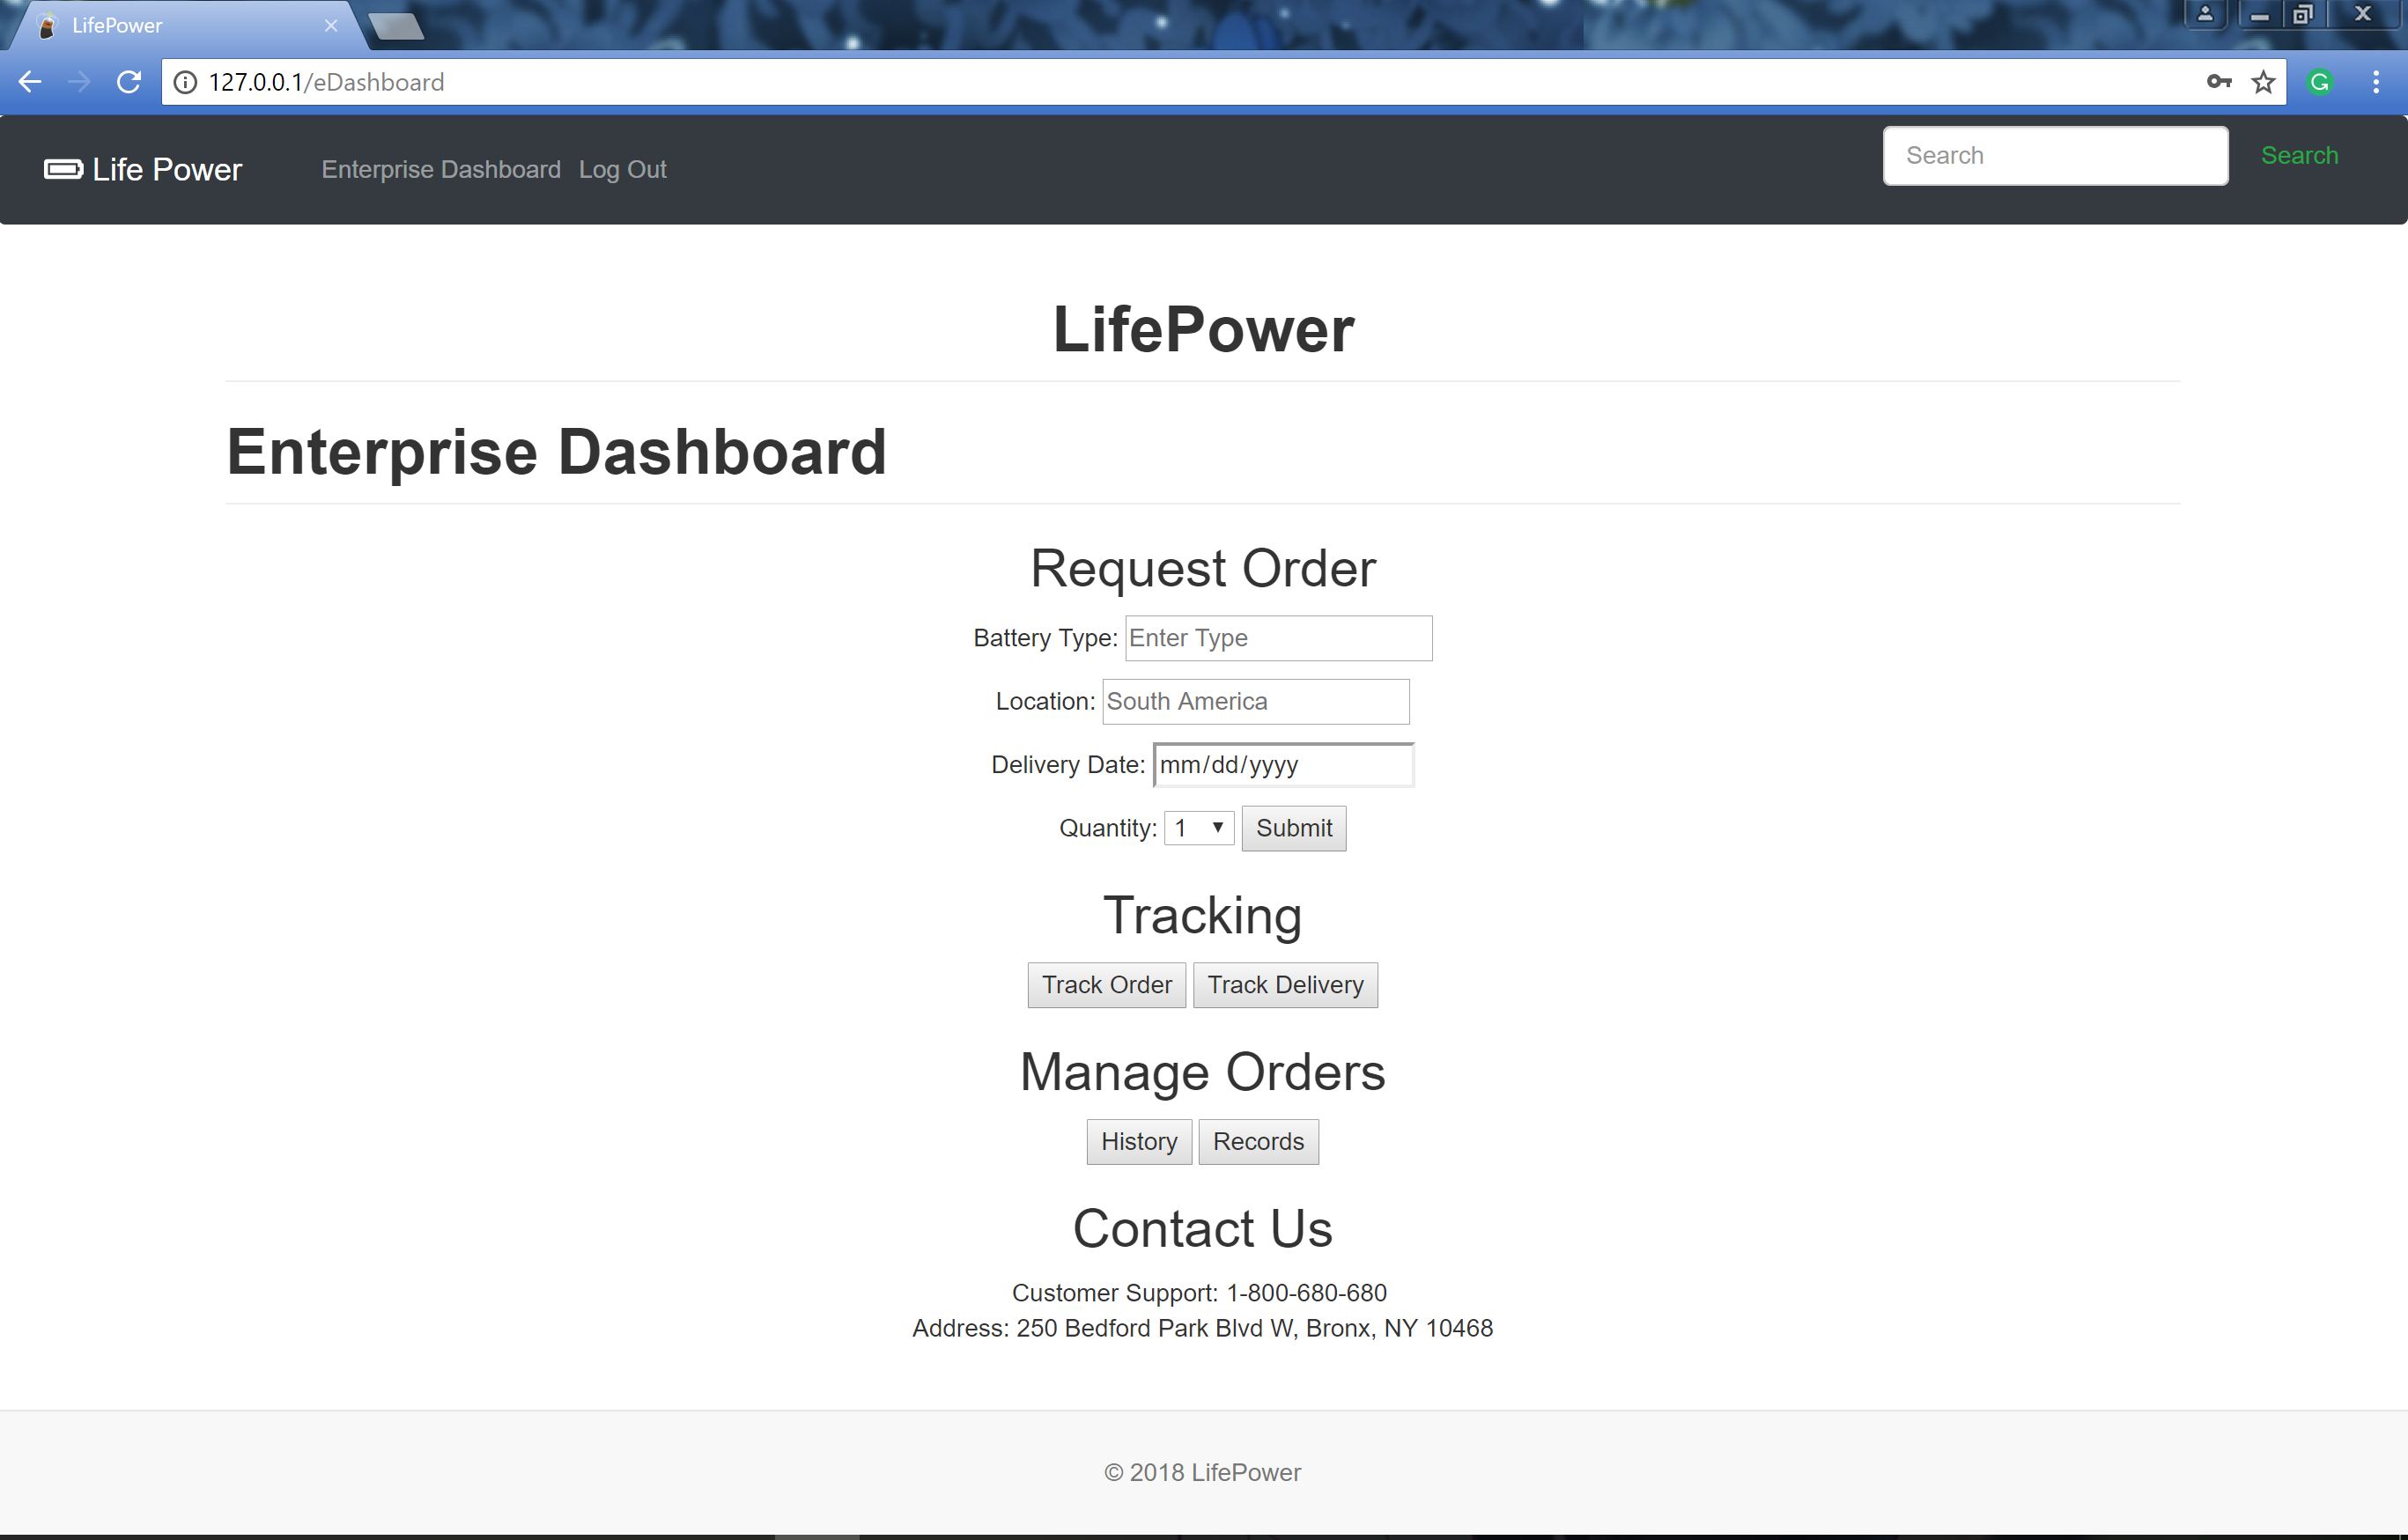 LifePower
127.0.0.1/eDashboard
Life Power Enterprise Dashboard Log Out Search Search
LifePower
Enterprise Dashboard
Request Order
Battery Type: Enter Type
Location: South America
Delivery Date: mm/dd/yyyy
Quantity: 1 Submit
Tracking
Track Order Track Delivery
Manage Orders
History Records
Contact Us
Customer Support: 1-800-680-680
Address: 250 Bedford Park Blvd W, Bronx, NY 10468
© 2018 LifePower